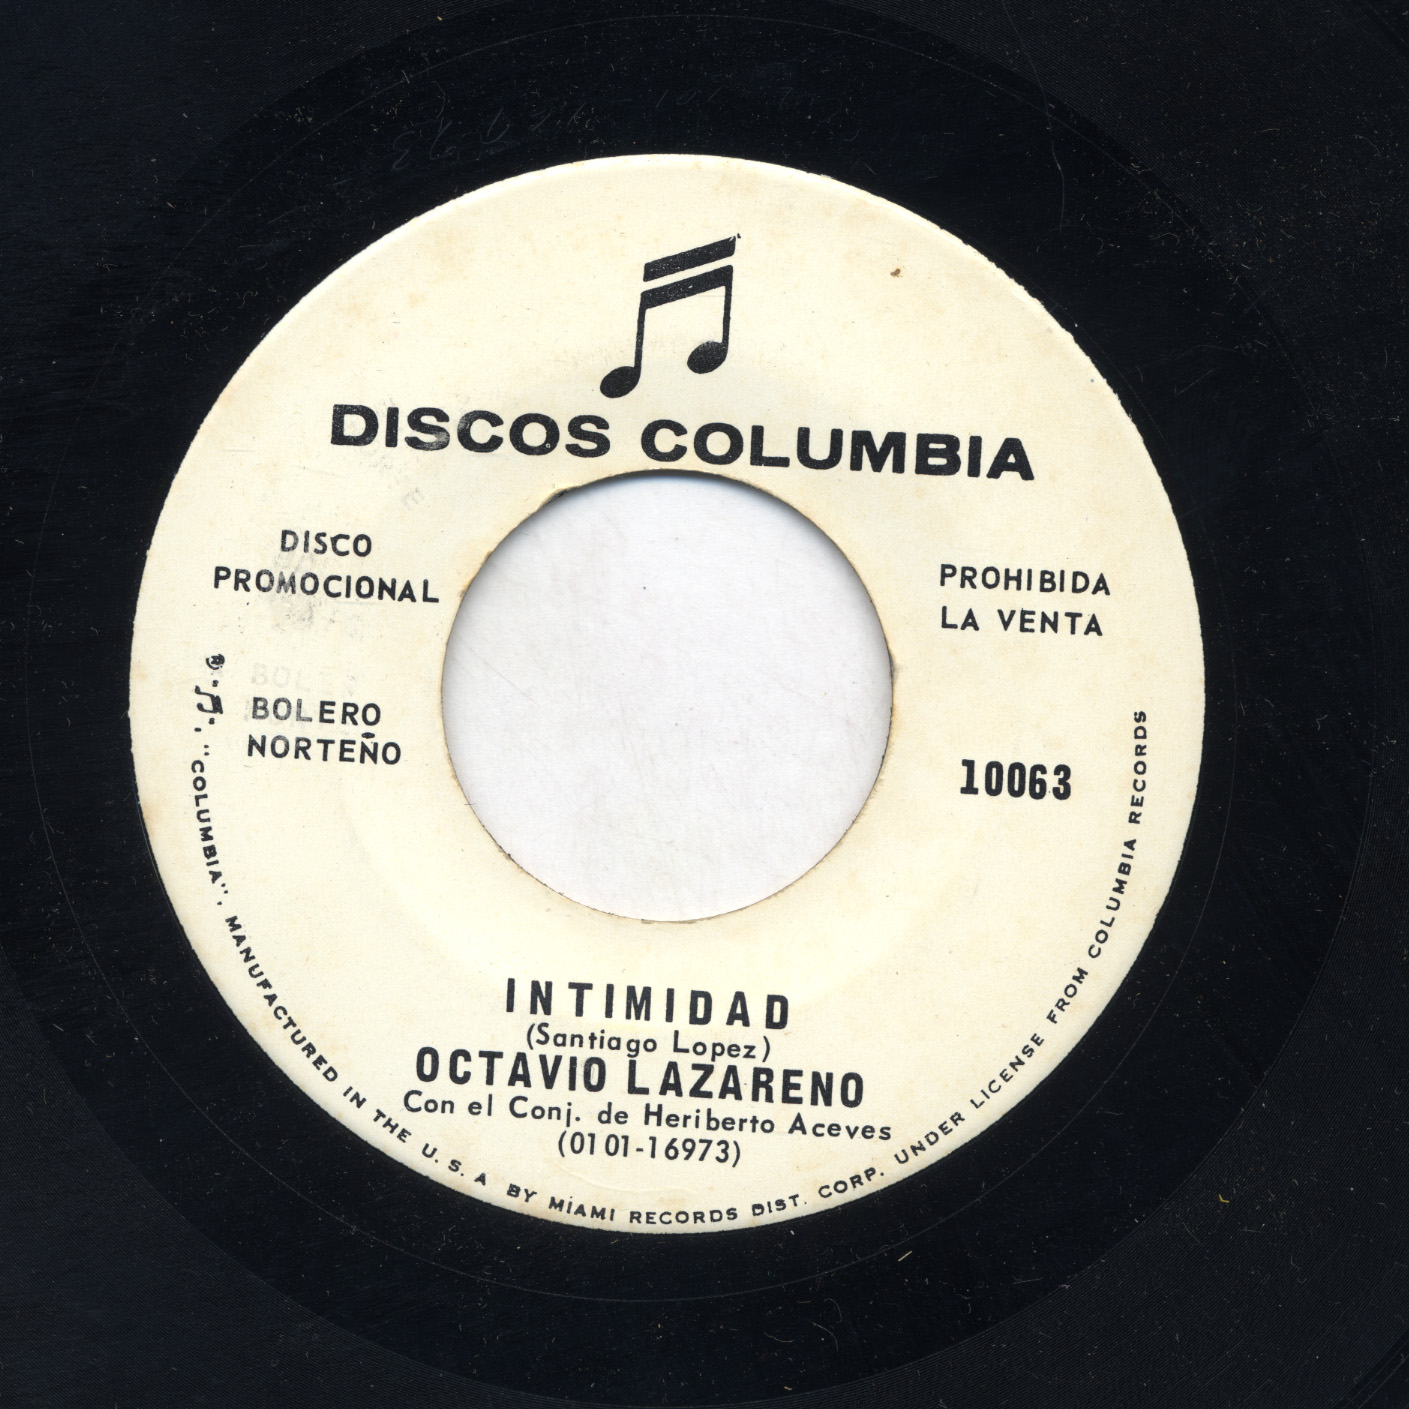 DISCOS COLUMBIA
DISCO
PROMOCIONAL
PROHIBIDA
LA VENTA
BOLERO
NORTEÑO
10063
INTIMIDAD
(Santiago Lopez)
OCTAVIO LAZARENO
Con el Conj. de Heriberto Aceves
(0101-16973)
®. "COLUMBIA". MANUFACTURED IN THE U. S. A BY MIAMI RECORDS DIST. CORP. UNDER LICENSE FROM COLUMBIA RECORDS